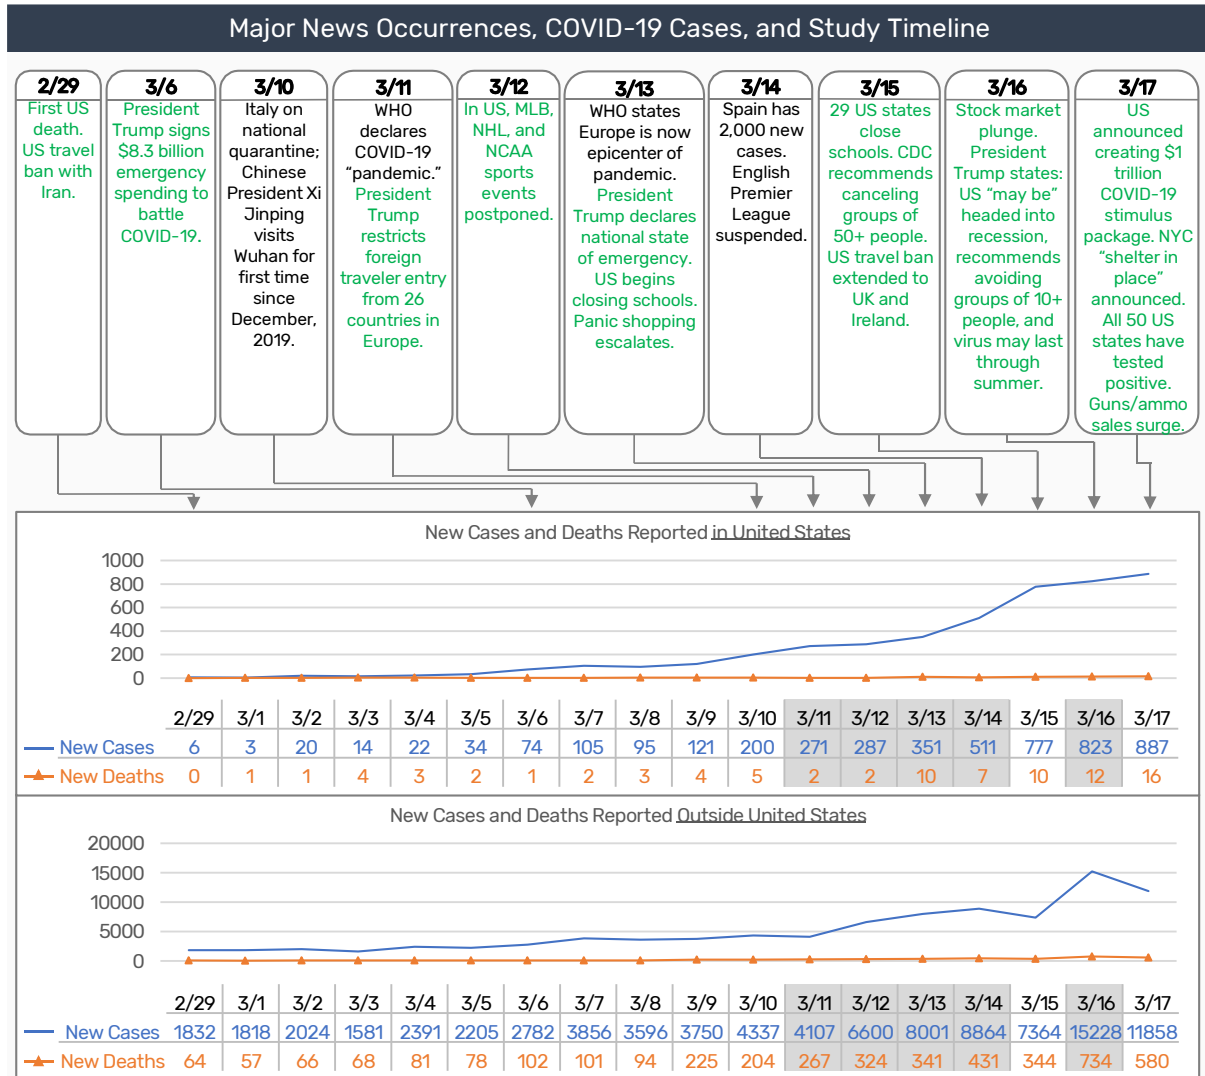 Major News Occurrences, COVID-19 Cases, and Study Timeline
2/29
First US
death.
US travel
ban with
Iran.
3/6
President
Trump signs
$8.3 billion
emergency
spending to
battle
COVID-19.
3/10
Italy on
national
quarantine;
Chinese
President Xi
Jinping
visits
Wuhan for
first time
since
December,
2019.
3/11
WHO
declares
COVID-19
“pandemic.”
President
Trump
restricts
foreign
traveler entry
from 26
countries in
Europe.
3/12
In US, MLB,
NHL, and
NCAA
sports
events
postponed.
3/13
WHO states
Europe is now
epicenter of
pandemic.
President
Trump declares
national state
of emergency.
US begins
closing schools.
Panic shopping
escalates.
3/14
Spain has
2,000 new
cases.
English
Premier
League
suspended.
3/15
29 US states
close
schools. CDC
recommends
canceling
groups of
50+ people.
US travel ban
extended to
UK and
Ireland.
3/16
Stock market
plunge.
President
Trump states:
US “may be”
headed into
recession,
recommends
avoiding
groups of 10+
people, and
virus may last
through
summer.
3/17
US
announced
creating $1
trillion
COVID-19
stimulus
package. NYC
“shelter in
place”
announced.
All 50 US
states have
tested
positive.
Guns/ammo
sales surge.
New Cases and Deaths Reported in United States
1000
800
600
400
200
0
2/29 3/1 3/2 3/3 3/4 3/5 3/6 3/7 3/8 3/9 3/10 3/11 3/12 3/13 3/14 3/15 3/16 3/17
New Cases 6 3 20 14 22 34 74 105 95 121 200 271 287 351 511 777 823 887
New Deaths 0 1 1 4 3 2 1 2 3 4 5 2 2 10 7 10 12 16
New Cases and Deaths Reported Outside United States
20000
15000
10000
5000
0
2/29 3/1 3/2 3/3 3/4 3/5 3/6 3/7 3/8 3/9 3/10 3/11 3/12 3/13 3/14 3/15 3/16 3/17
New Cases 1832 1818 2024 1581 2391 2205 2782 3856 3596 3750 4337 4107 6600 8001 8864 7364 15228 11858
New Deaths 64 57 66 68 81 78 102 101 94 225 204 267 324 341 431 344 734 580